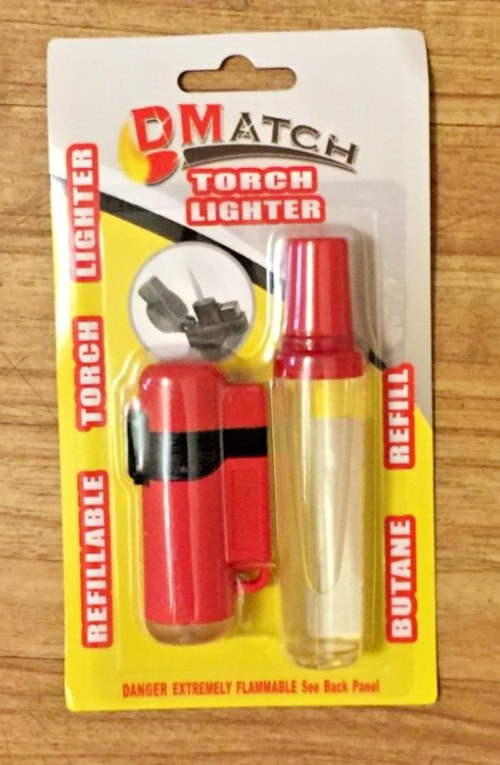 DMATCH
TORCH
LIGHTER
REFILLABLE TORCH LIGHTER
BUTANE REFILL
DANGER EXTREMELY FLAMMABLE See Back Panel